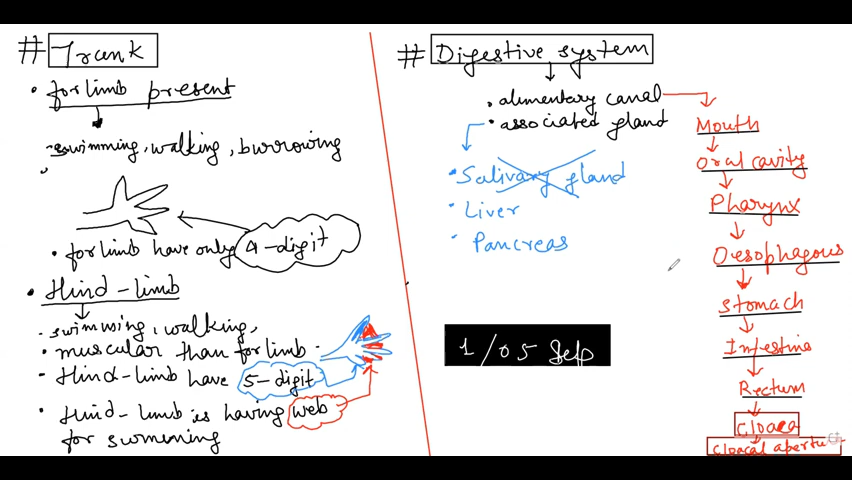 # Trunk
• forlimb present
- swimming, walking, burrowing
• forlimb have only 4-digit
• Hind-limb
- swimming, walking,
• muscular than forlimb
- Hind-limb have 5-digit
• Hind-limb is having web
for swimming
# Digestive system
• alimentary canal
• associated gland
• Salivary gland
• Liver
• Pancreas
1/05
Mouth
Oral cavity
Pharynx
Oesophagous
Stomach
Intestine
Rectum
Cloaca
Cloacal apertu